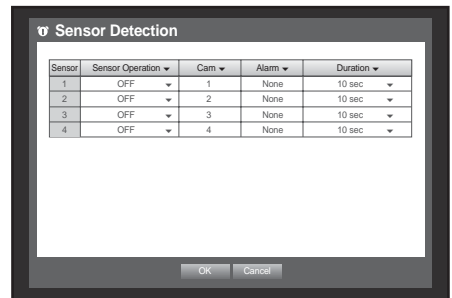 Sensor Detection
Sensor Sensor Operation Cam Alarm Duration
1 OFF 1 None 10 sec
2 OFF 2 None 10 sec
3 OFF 3 None 10 sec
4 OFF 4 None 10 sec
OK Cancel